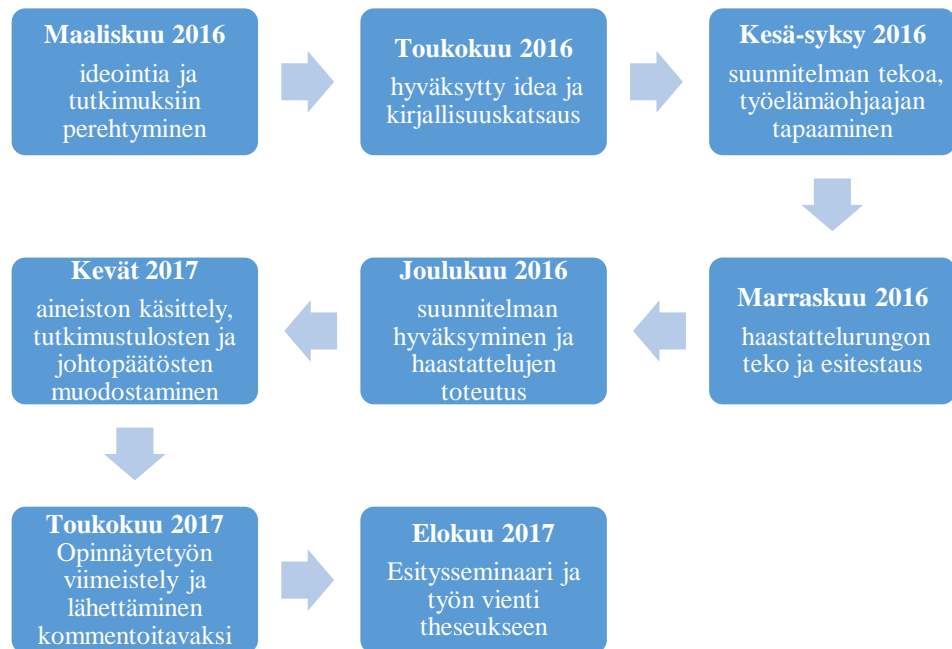 Maaliskuu 2016
ideointia ja
tutkimuksiin
perehtyminen
Toukokuu 2016
hyväksytty idea ja
kirjallisuuskatsaus
Kesä-syksy 2016
suunnitelman tekoa,
työelämäohjaajan
tapaaminen
Marraskuu 2016
haastattelurungon
teko ja esitestaus
Joulukuu 2016
suunnitelman
hyväksyminen ja
haastattelujen
toteutus
Kevät 2017
aineiston käsittely,
tutkimustulosten ja
johtopäätösten
muodostaminen
Toukokuu 2017
Opinnäytetyön
viimeistely ja
lähettäminen
kommentoitavaksi
Elokuu 2017
Esitysseminaari ja
työn vienti
theseukseen